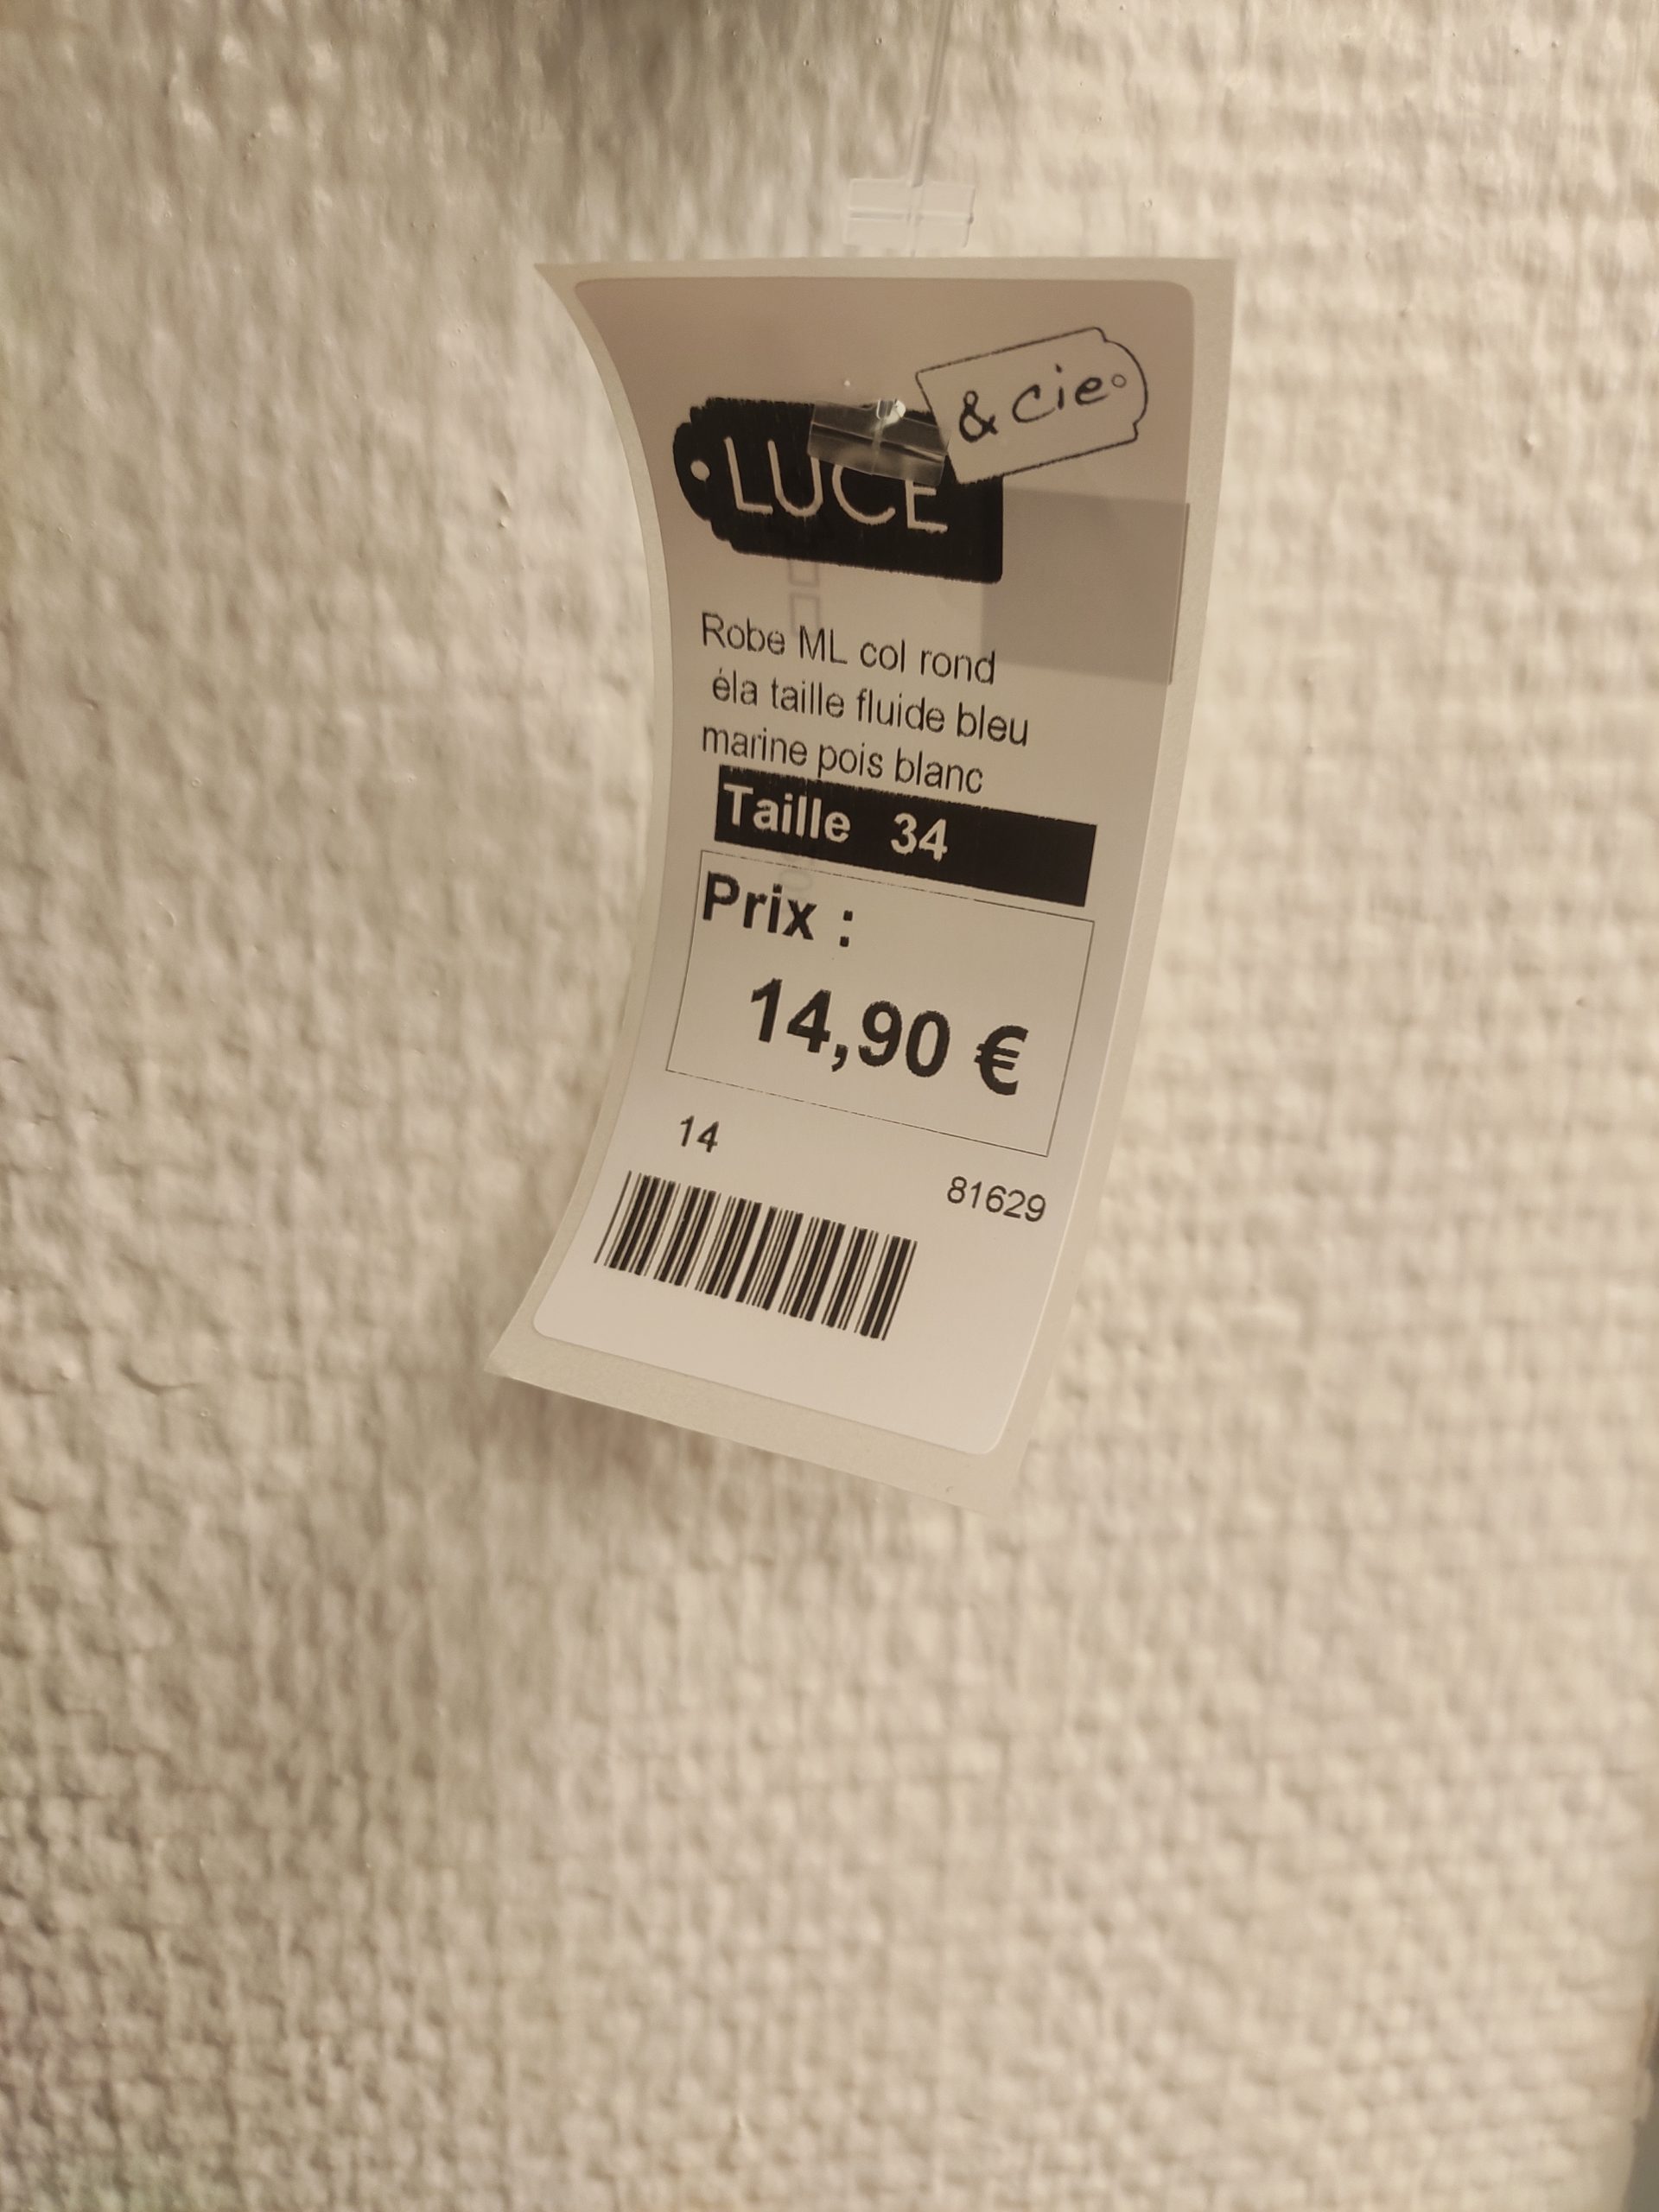 LUCE
& cie
Robe ML col rond
éla taille fluide bleu
marine pois blanc
Taille 34
Prix :
14,90 €
14
81629